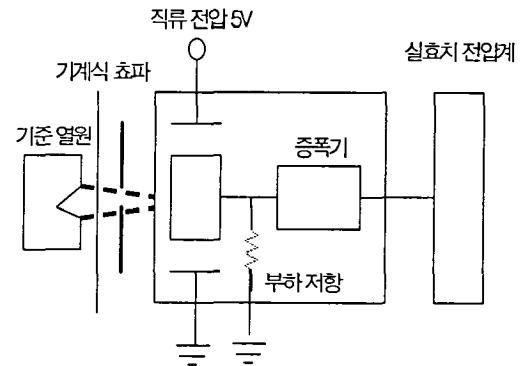 직류 전압 5V
실효치 전압계
기계식 쵸파
기준 열원
증폭기
부하 저항